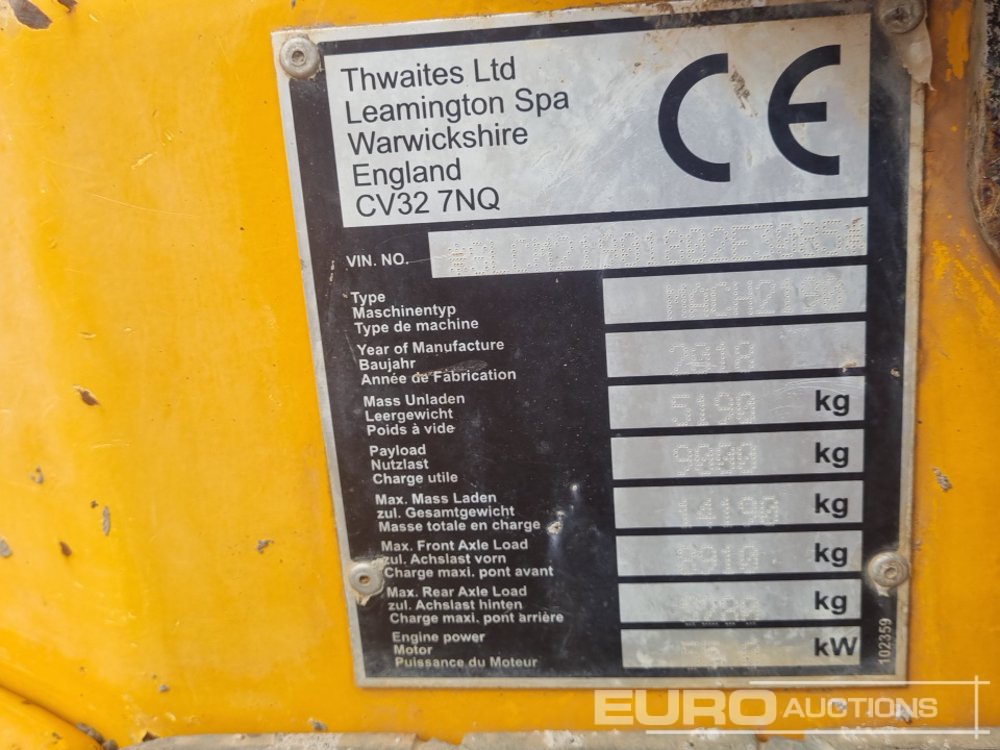 Thwaites Ltd
Leamington Spa
Warwickshire
England
CV32 7NQ
CE
VIN. NO.
Type
Maschinentyp
Type de machine
MACH2190
Year of Manufacture
Baujahr
Année de Fabrication
2018
Mass Unladen
Leergewicht
Poids à vide
kg
Payload
Nutzlast
Charge utile
9000 kg
Max. Mass Laden
zul. Gesamtgewicht
Masse totale en charge
14190 kg
Max. Front Axle Load
zul. Achslast vorn
Charge maxi. pont avant
kg
Max. Rear Axle Load
zul. Achslast hinten
Charge maxi. pont arrière
kg
Engine power
Motor
Puissance du Moteur
kW
102359
EURO AUCTIONS